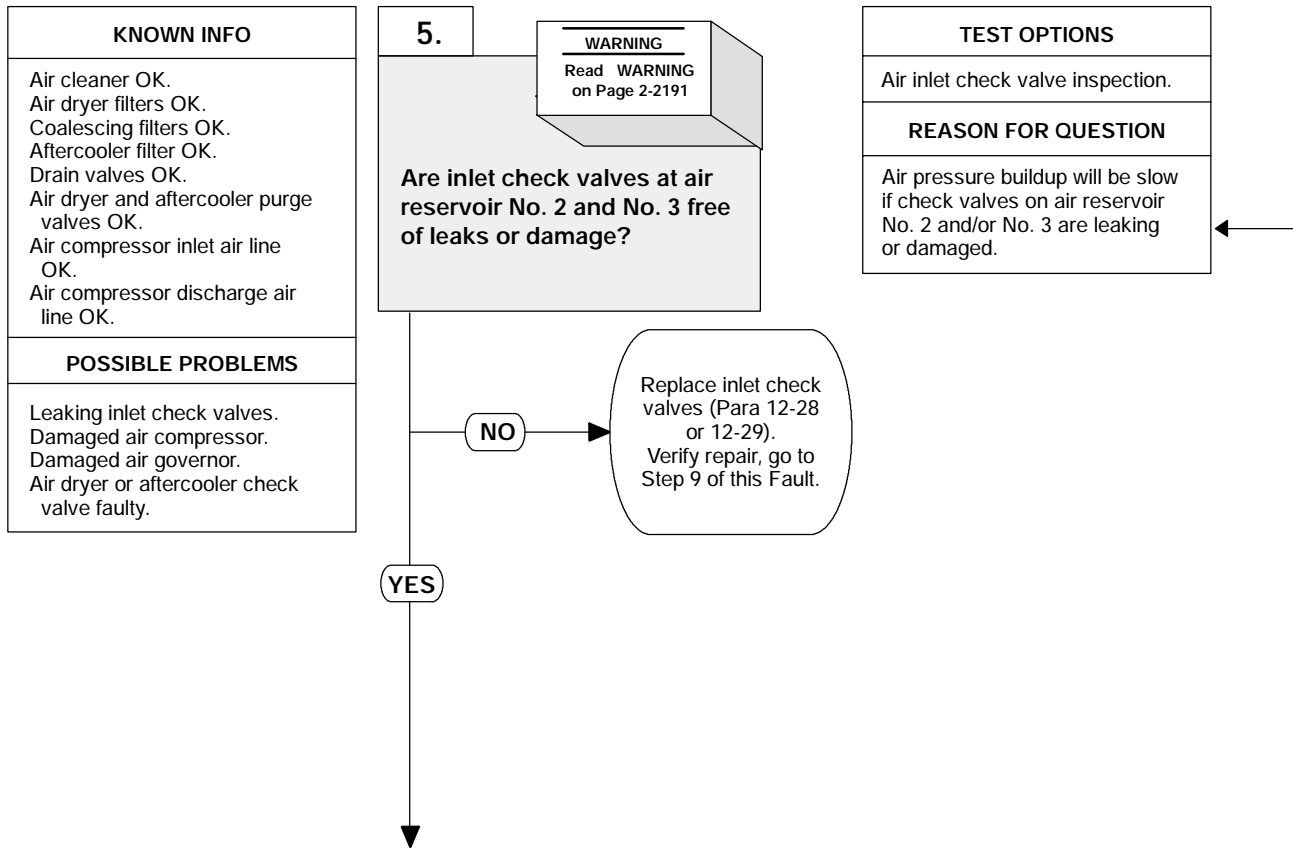 KNOWN INFO
Air cleaner OK.
Air dryer filters OK.
Coalescing filters OK.
Aftercooler filter OK.
Drain valves OK.
Air dryer and aftercooler purge
valves OK.
Air compressor inlet air line
OK.
Air compressor discharge air
line OK.
POSSIBLE PROBLEMS
Leaking inlet check valves.
Damaged air compressor.
Damaged air governor.
Air dryer or aftercooler check
valve faulty.
5.
WARNING
Read WARNING
on Page 2-2191
Are inlet check valves at air
reservoir No. 2 and No. 3 free
of leaks or damage?
NO
Replace inlet check
valves (Para 12-28
or 12-29).
Verify repair, go to
Step 9 of this Fault.
YES
TEST OPTIONS
Air inlet check valve inspection.
REASON FOR QUESTION
Air pressure buildup will be slow
if check valves on air reservoir
No. 2 and/or No. 3 are leaking
or damaged.